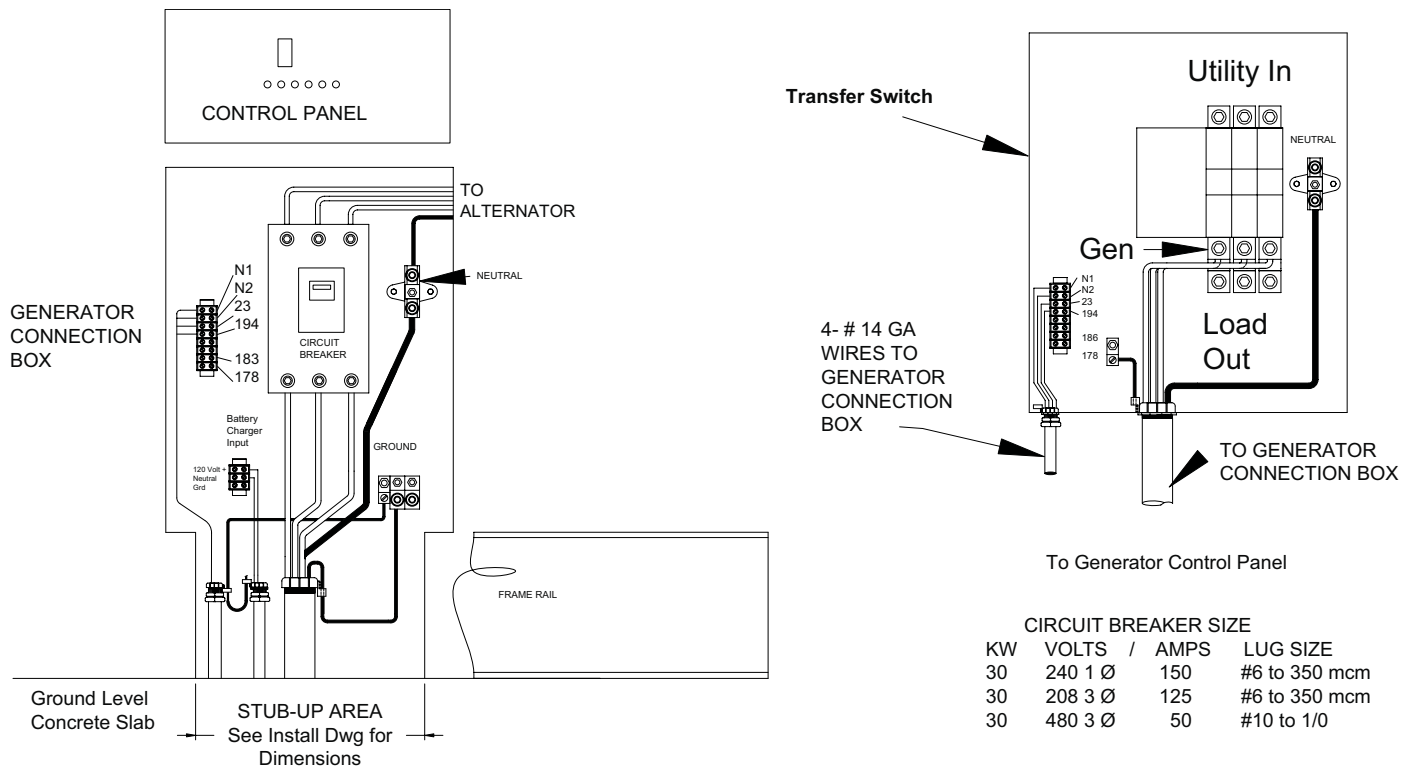 CONTROL PANEL
TO
ALTERNATOR
N1
N2
23
194
183
178
NEUTRAL
GENERATOR
CONNECTION
BOX
CIRCUIT
BREAKER
Battery
Charger
Input
120 Volt +
Neutral
Grd
GROUND
FRAME RAIL
Ground Level
Concrete Slab
STUB-UP AREA
See Install Dwg for
Dimensions
Transfer Switch
Utility In
NEUTRAL
Gen
N1
N2
23
194
186
178
Load
Out
4- # 14 GA
WIRES TO
GENERATOR
CONNECTION
BOX
TO GENERATOR
CONNECTION BOX
To Generator Control Panel
CIRCUIT BREAKER SIZE
KW VOLTS / AMPS LUG SIZE
30 240 1 Ø 150 #6 to 350 mcm
30 208 3 Ø 125 #6 to 350 mcm
30 480 3 Ø 50 #10 to 1/0